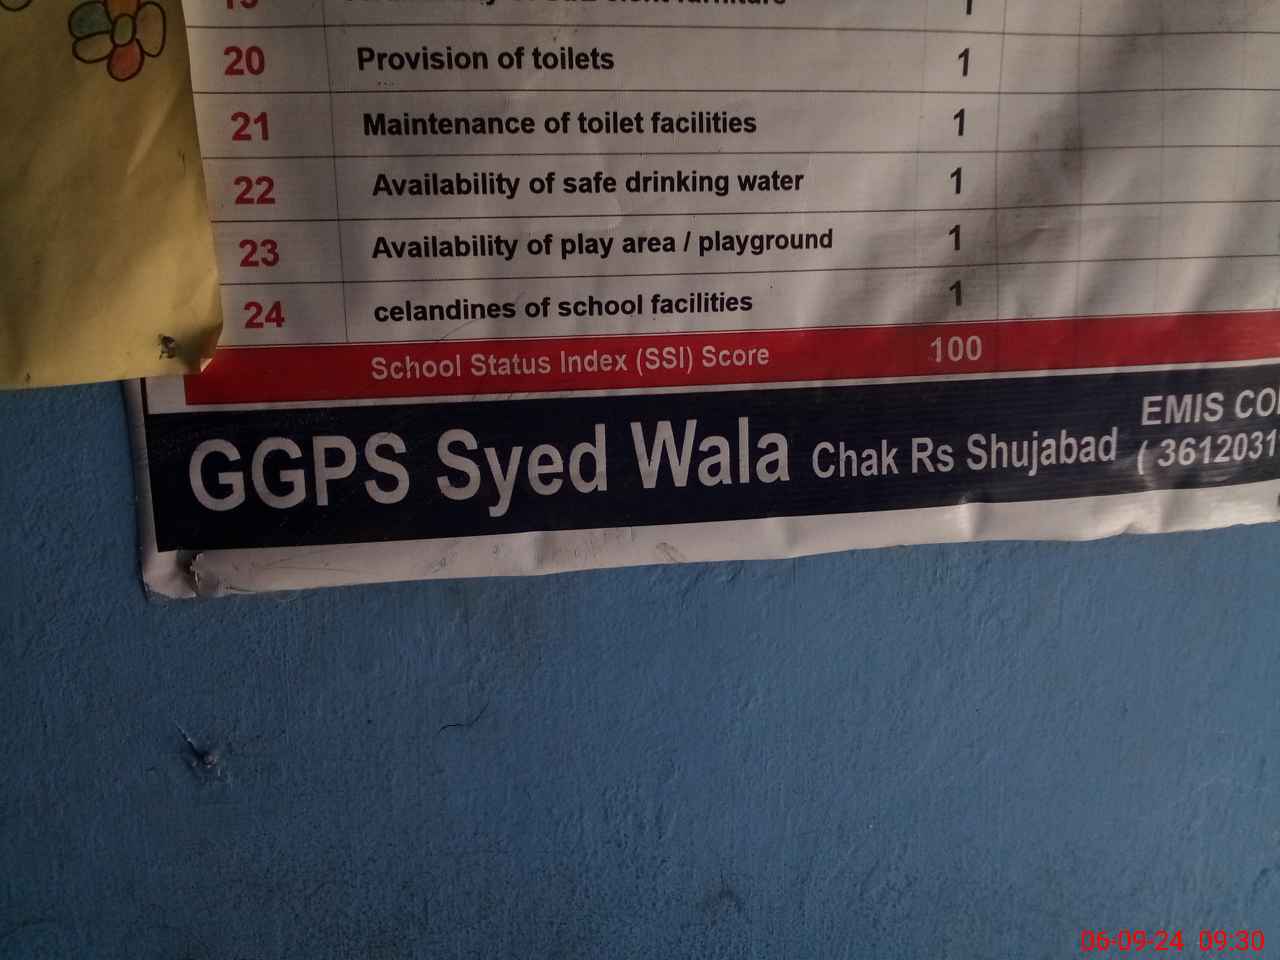 20 Provision of toilets 1
21 Maintenance of toilet facilities 1
22 Availability of safe drinking water 1
23 Availability of play area / playground 1
24 celandines of school facilities 1
School Status Index (SSI) Score 100
GGPS Syed Wala Chak Rs Shujabad
EMIS
( 3612031
06-09-24 09:30